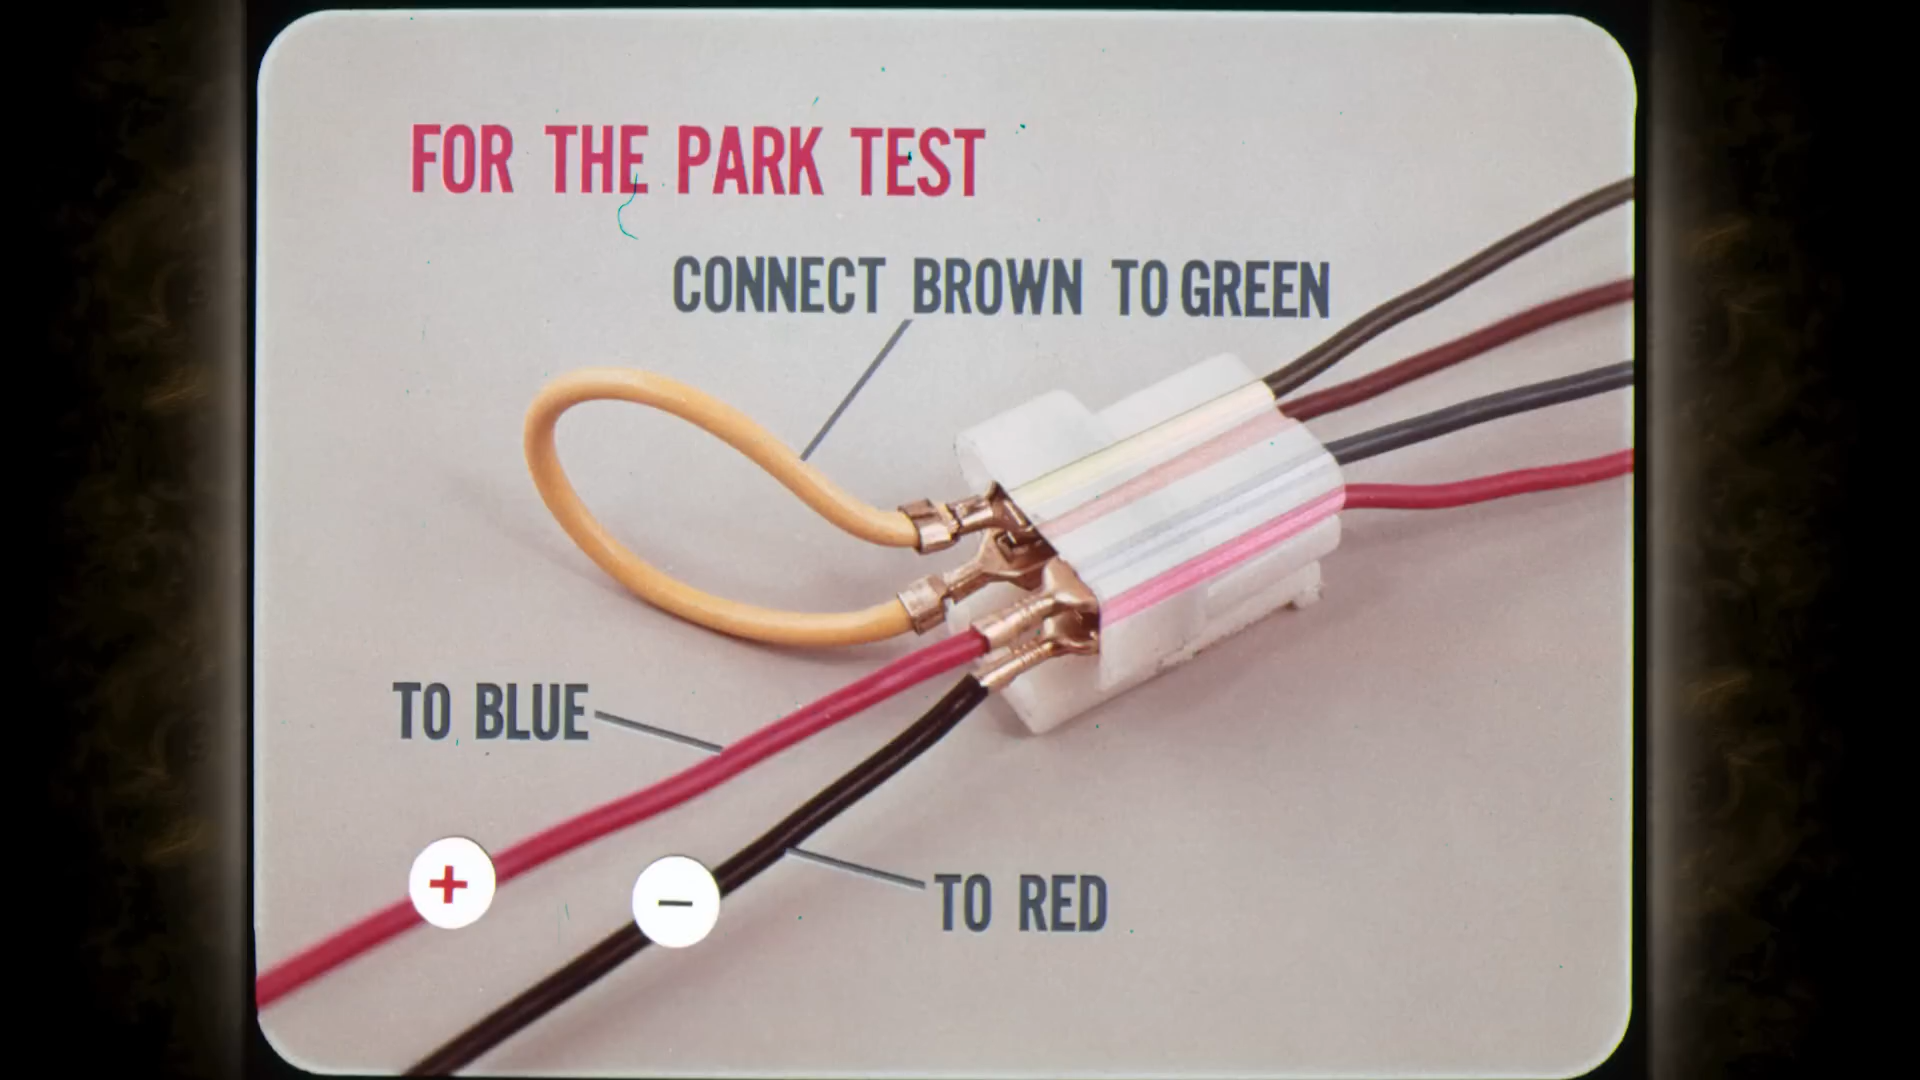 FOR THE PARK TEST
CONNECT BROWN TO GREEN
TO BLUE
+
−
TO RED